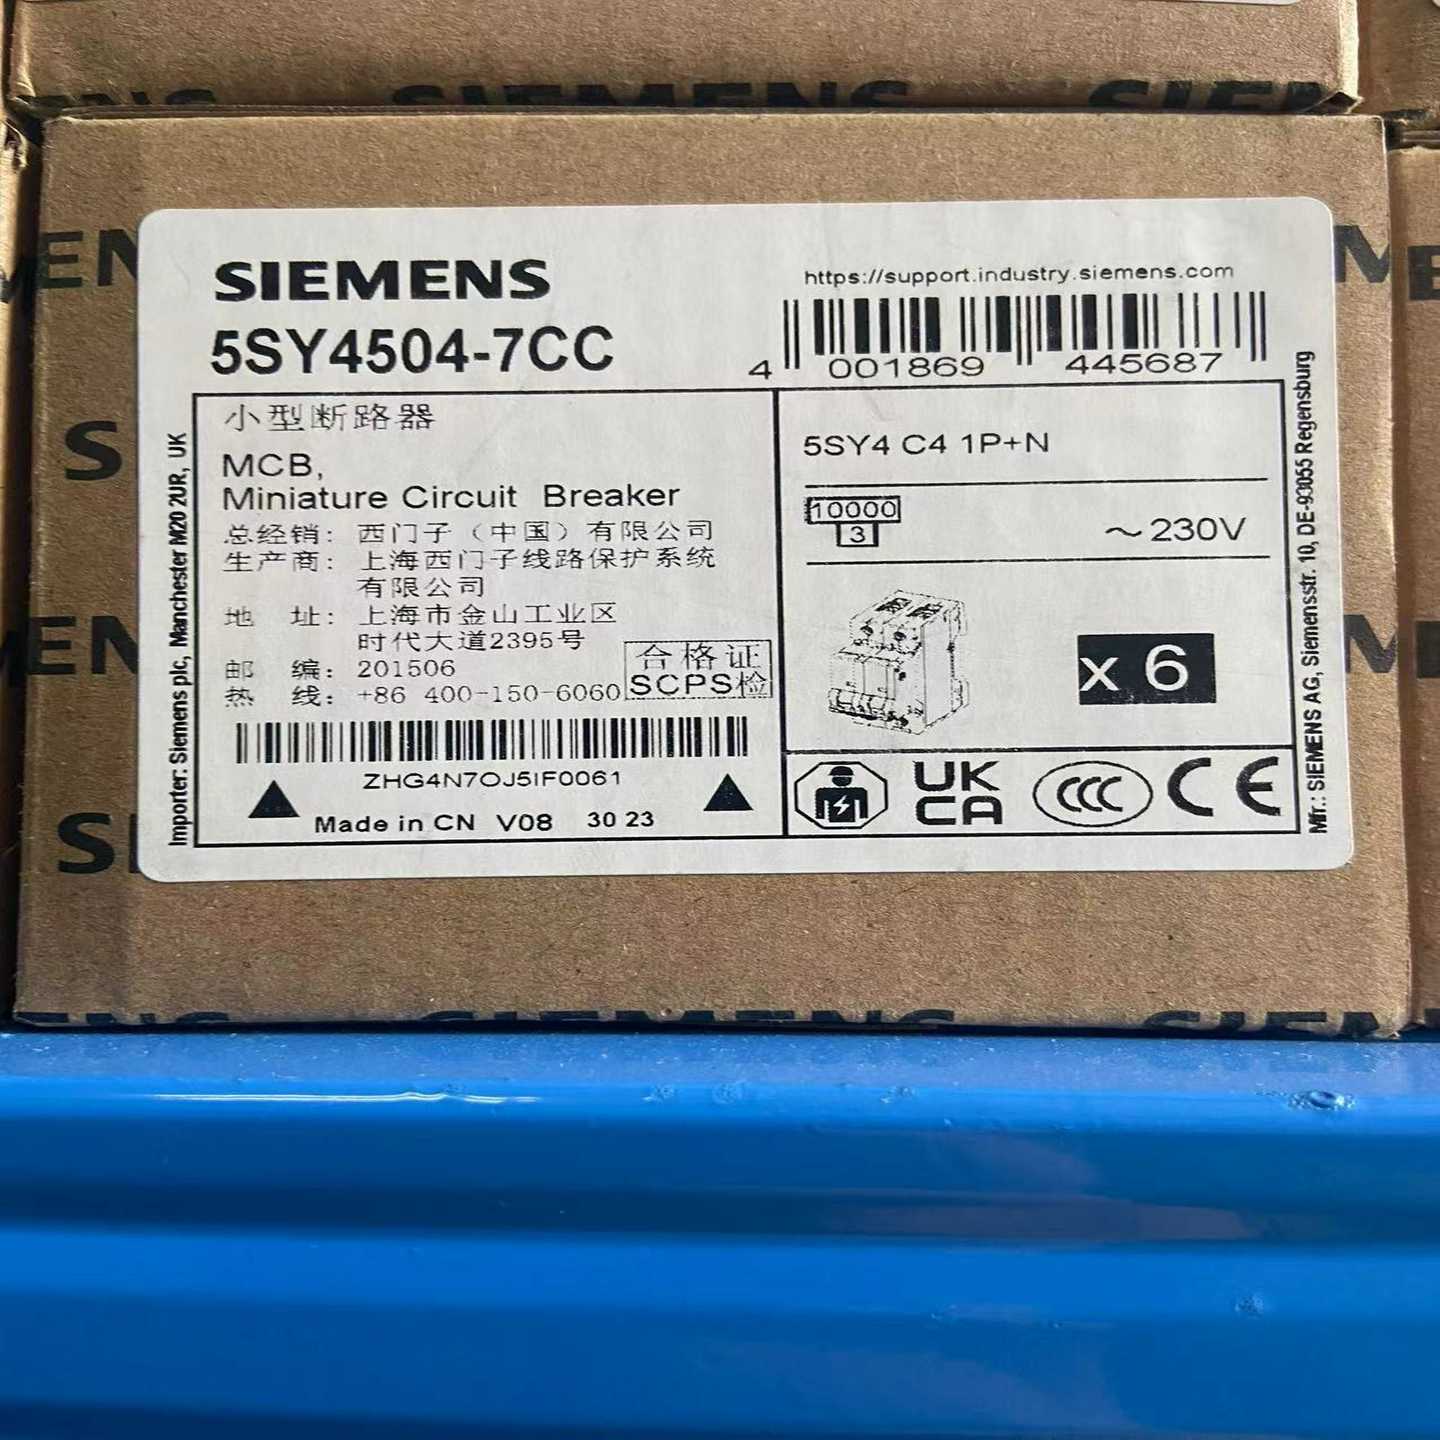 SIEMENS
SIEMENS
5SY4504-7CC
https://support.industry.siemens.com
4 001869 445687
小型断路器
MCB,
Miniature Circuit Breaker
总经销: 西门子（中国）有限公司
生产商: 上海西门子线路保护系统
有限公司
地 址: 上海市金山工业区
时代大道2395号
邮 编: 201506
热 线: +86 400-150-6060
合格证
SCPS检
ZHG4N7OJ5IF0061
Made in CN V08 30 23
5SY4 C4 1P+N
10000
3
~230V
x 6
UK
CA
CCC
CE
Importer: Siemens plc, Manchester M20 2UR, UK
Mfr.: SIEMENS AG, Siemensstr. 10, DE-93055 Regensburg
SIEMENS